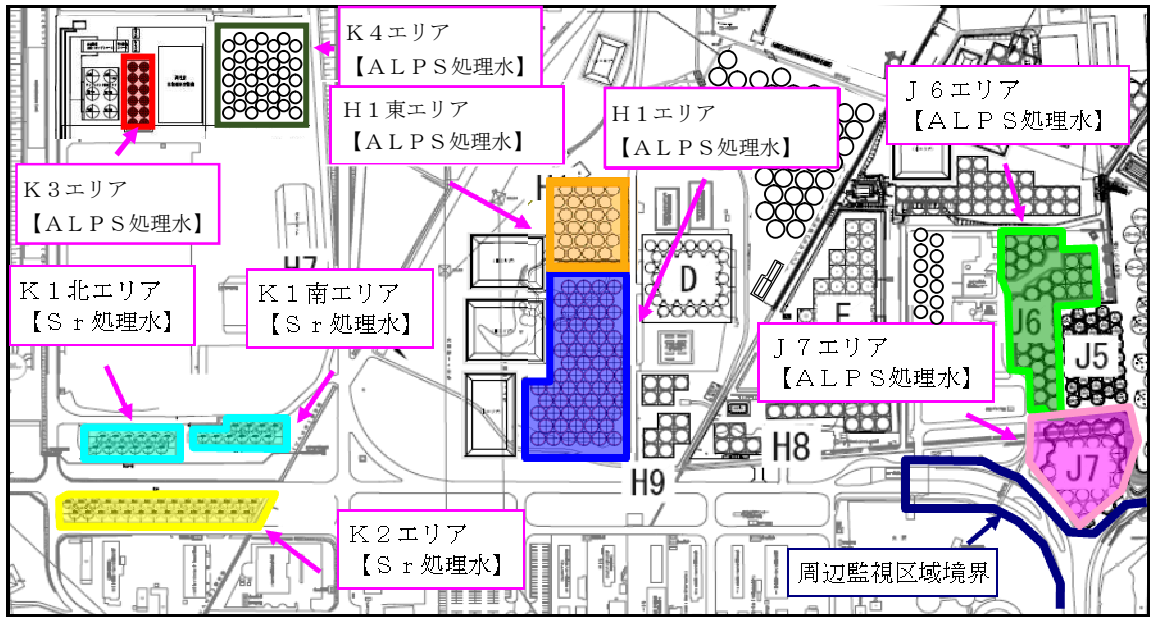 K4エリア
【ALPS処理水】
H1東エリア
【ALPS処理水】
H1エリア
【ALPS処理水】
J6エリア
【ALPS処理水】
K3エリア
【ALPS処理水】
K1北エリア
【Sr処理水】
K1南エリア
【Sr処理水】
H7
D
J6
J5
J7エリア
【ALPS処理水】
J7
H8
H9
K2エリア
【Sr処理水】
周辺監視区域境界